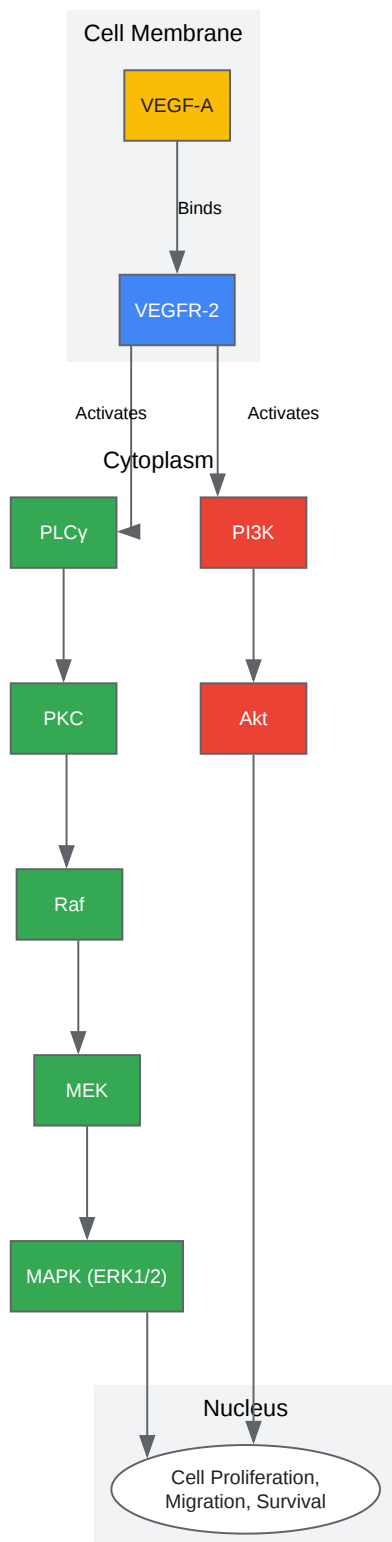 Cell Membrane
VEGF-A
Binds
VEGFR-2
Activates
Activates
Cytoplasm
PLCγ
PI3K
PKC
Akt
Raf
MEK
MAPK (ERK1/2)
Nucleus
Cell Proliferation,
Migration, Survival